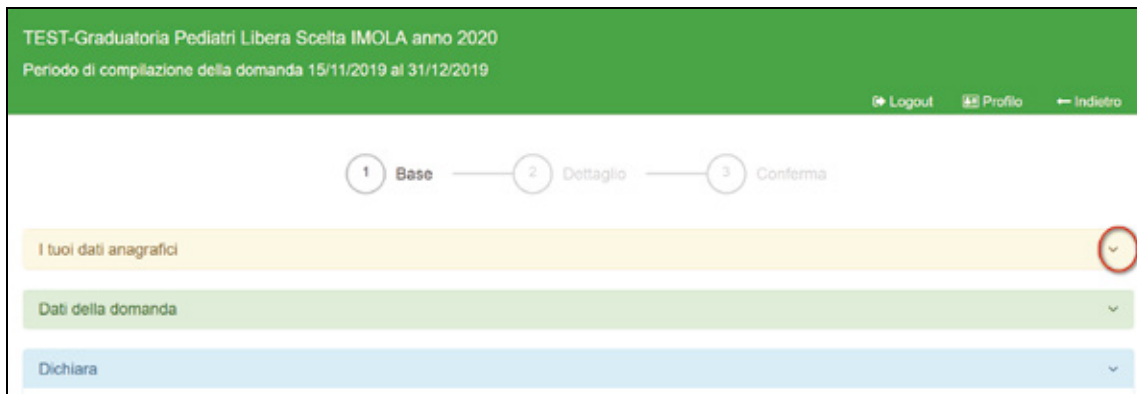 TEST-Graduatoria Pediatri Libera Scelta IMOLA anno 2020
Periodo di compilazione della domanda 15/11/2019 al 31/12/2019
Logout Profilo Indietro
1 Base 2 Dettaglio 3 Conferma
I tuoi dati anagrafici
Dati della domanda
Dichiara